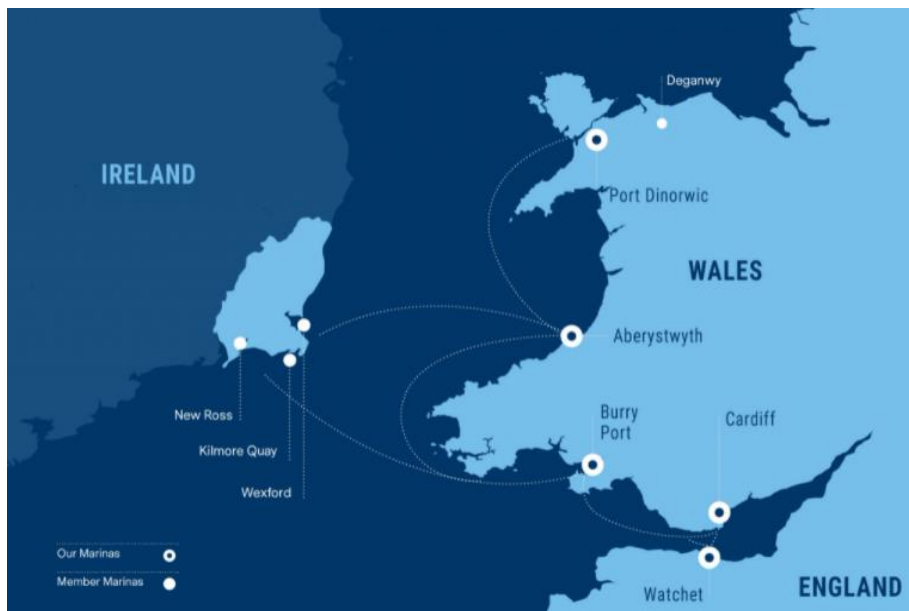 Deganwy
IRELAND
Port Dinorwic
WALES
Aberystwyth
New Ross
Burry
Port
Cardiff
Kilmore Quay
Wexford
Our Marinas
Member Marinas
Watchet
ENGLAND